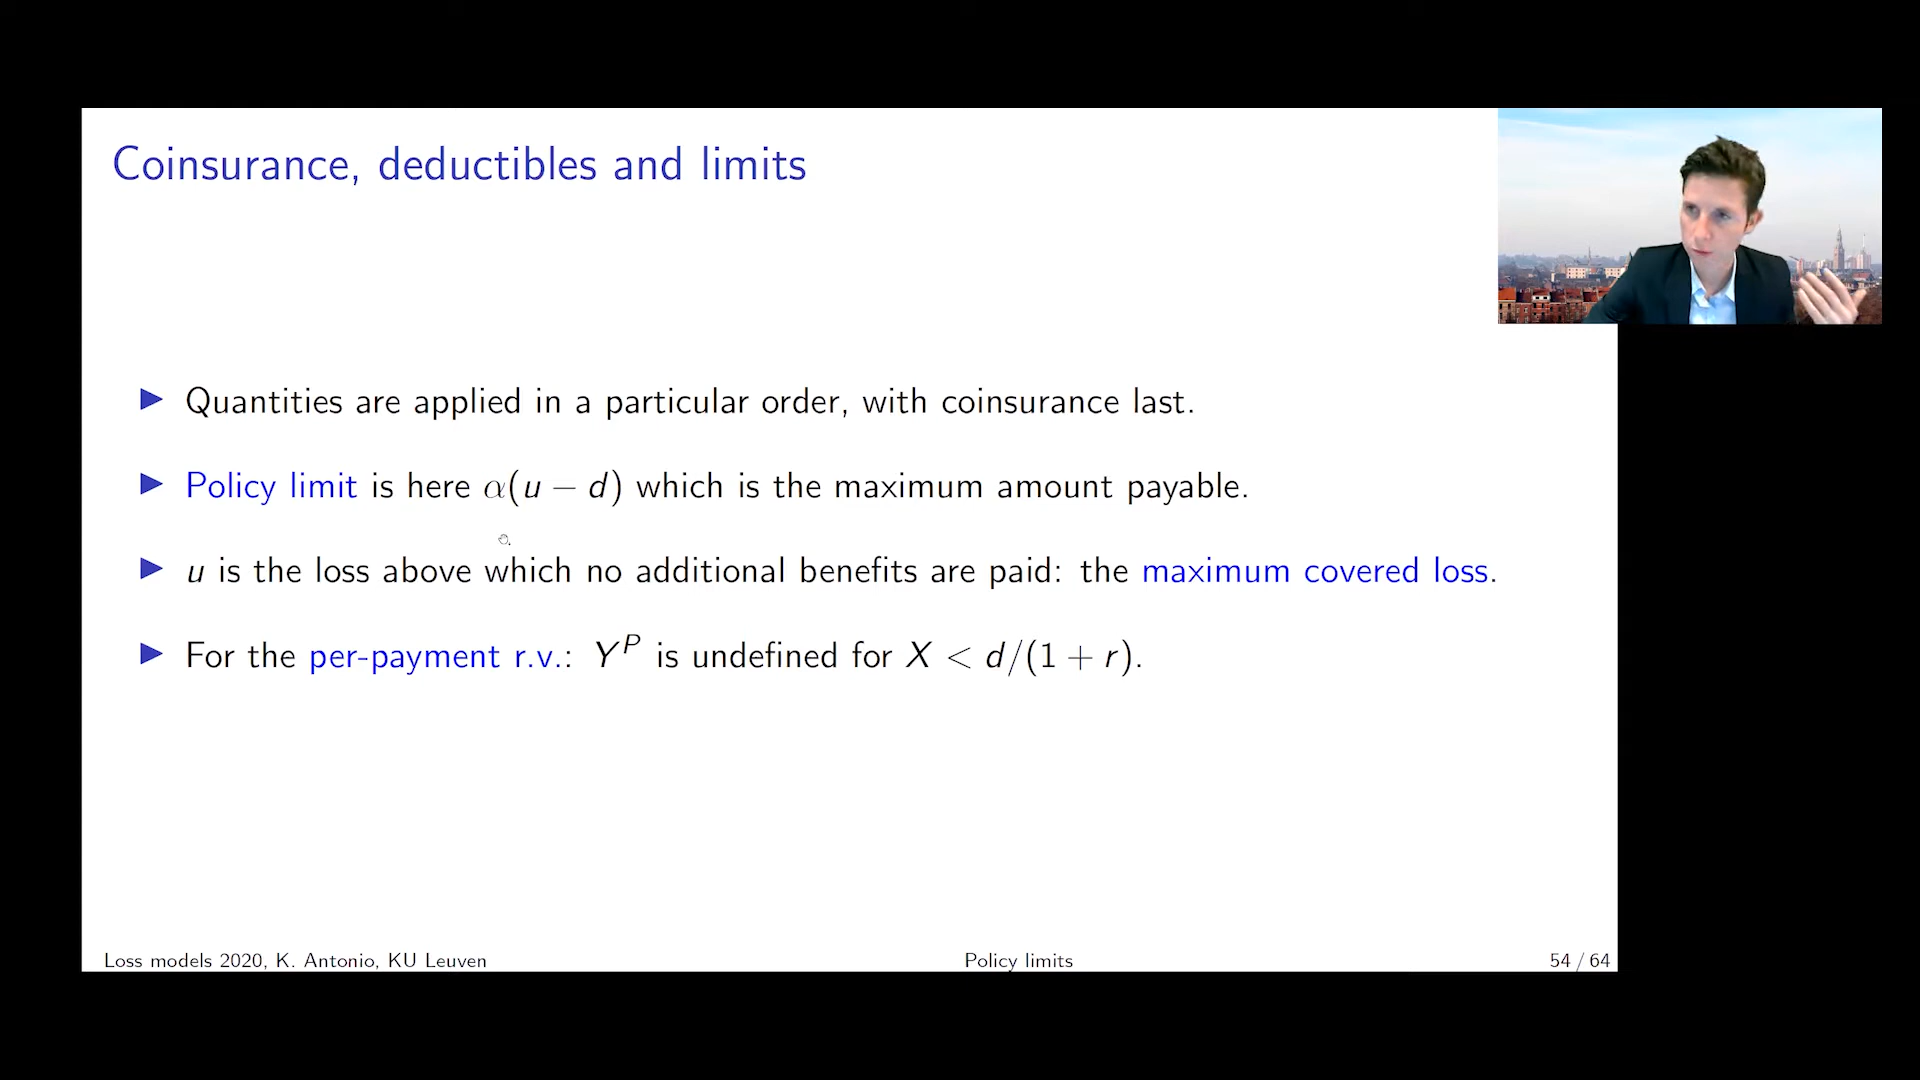 Coinsurance, deductibles and limits
▶ Quantities are applied in a particular order, with coinsurance last.
▶ Policy limit is here α(u − d) which is the maximum amount payable.
▶ u is the loss above which no additional benefits are paid: the maximum covered loss.
▶ For the per-payment r.v.: Y^P is undefined for X < d/(1 + r).
Loss models 2020, K. Antonio, KU Leuven
Policy limits
54 / 64